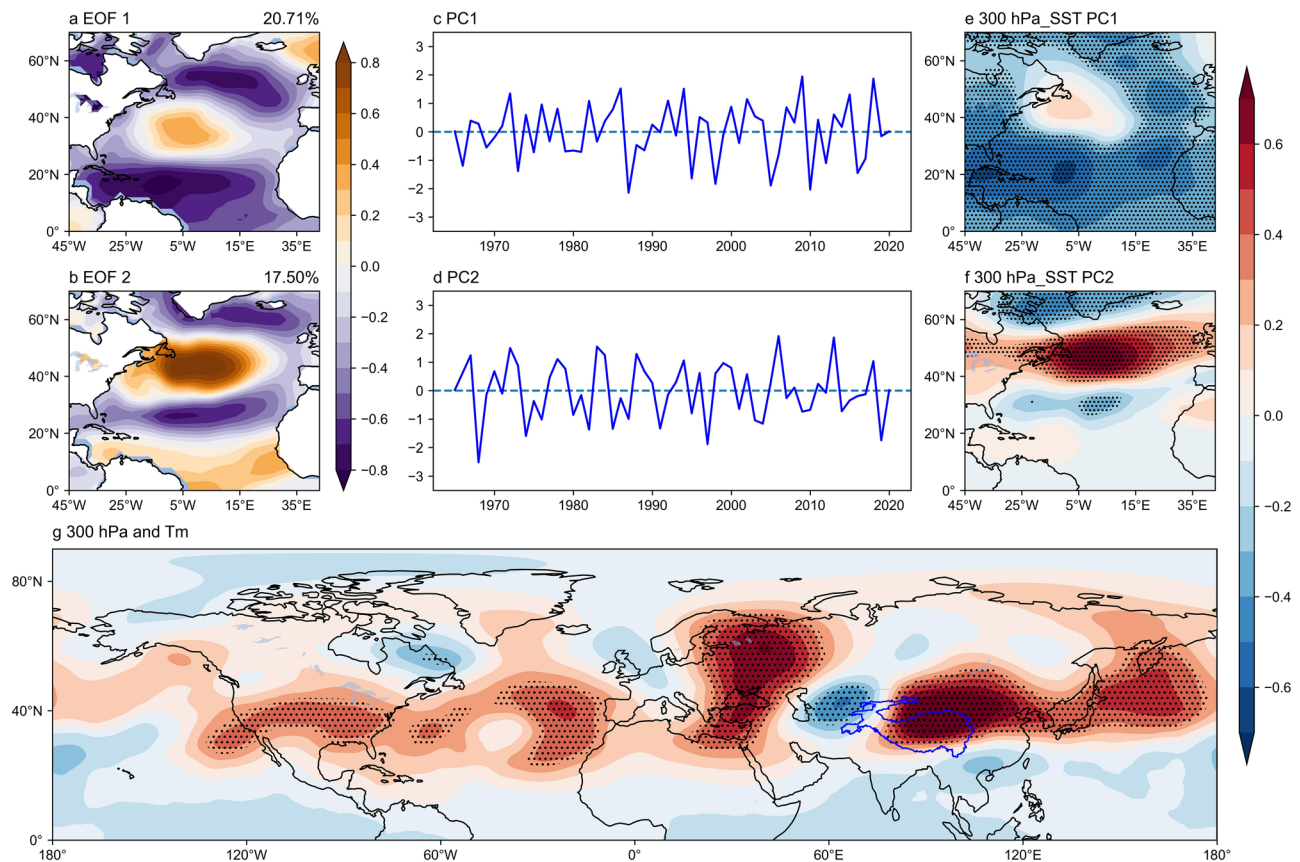 a EOF 1 20.71%
60°N
40°N
20°N
0°
45°W 25°W 5°W 15°E 35°E
0.8
0.6
0.4
0.2
0.0
−0.2
−0.4
−0.6
−0.8
c PC1
3
2
1
0
−1
−2
−3
1970 1980 1990 2000 2010 2020
e 300 hPa_SST PC1
60°N
40°N
20°N
0°
45°W 25°W 5°W 15°E 35°E
0.6
0.4
0.2
0.0
−0.2
−0.4
−0.6
b EOF 2 17.50%
60°N
40°N
20°N
0°
45°W 25°W 5°W 15°E 35°E
d PC2
3
2
1
0
−1
−2
−3
1970 1980 1990 2000 2010 2020
f 300 hPa_SST PC2
60°N
40°N
20°N
0°
45°W 25°W 5°W 15°E 35°E
g 300 hPa and Tm
80°N
40°N
0°
180° 120°W 60°W 0° 60°E 120°E 180°